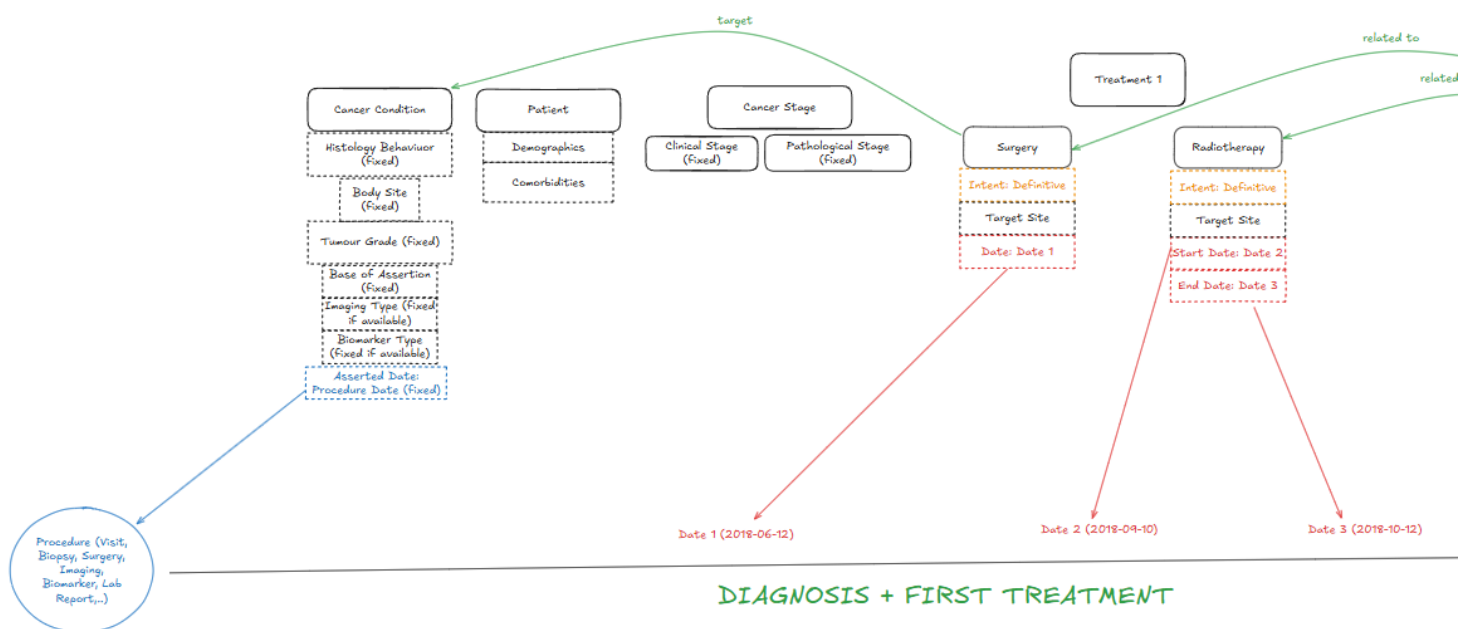 target
related to
related
Treatment 1
Cancer Condition
Patient
Cancer Stage
Histology Behaviuor
(fixed)
Demographics
Clinical Stage
(fixed)
Pathological Stage
(fixed)
Surgery
Radiotherapy
Body Site
(fixed)
Comorbidities
Intent: Definitive
Intent: Definitive
Target Site
Target Site
Tumour Grade (fixed)
Date: Date 1
Start Date: Date 2
Base of Assertion
(fixed)
End Date: Date 3
Imaging Type (fixed
if available)
Biomarker Type
(fixed if available)
Asserted Date:
Procedure Date (fixed)
Procedure (Visit,
Biopsy, Surgery,
Imaging,
Biomarker, Lab
Report,..)
Date 1 (2018-06-12)
Date 2 (2018-09-10)
Date 3 (2018-10-12)
DIAGNOSIS + FIRST TREATMENT